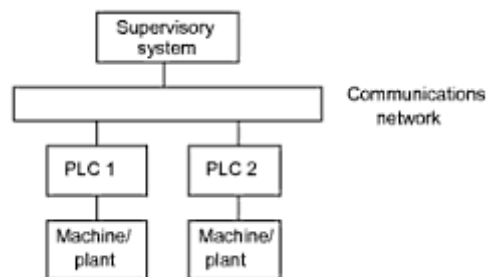 Supervisory
system
Communications
network
PLC 1
PLC 2
Machine/
plant
Machine/
plant